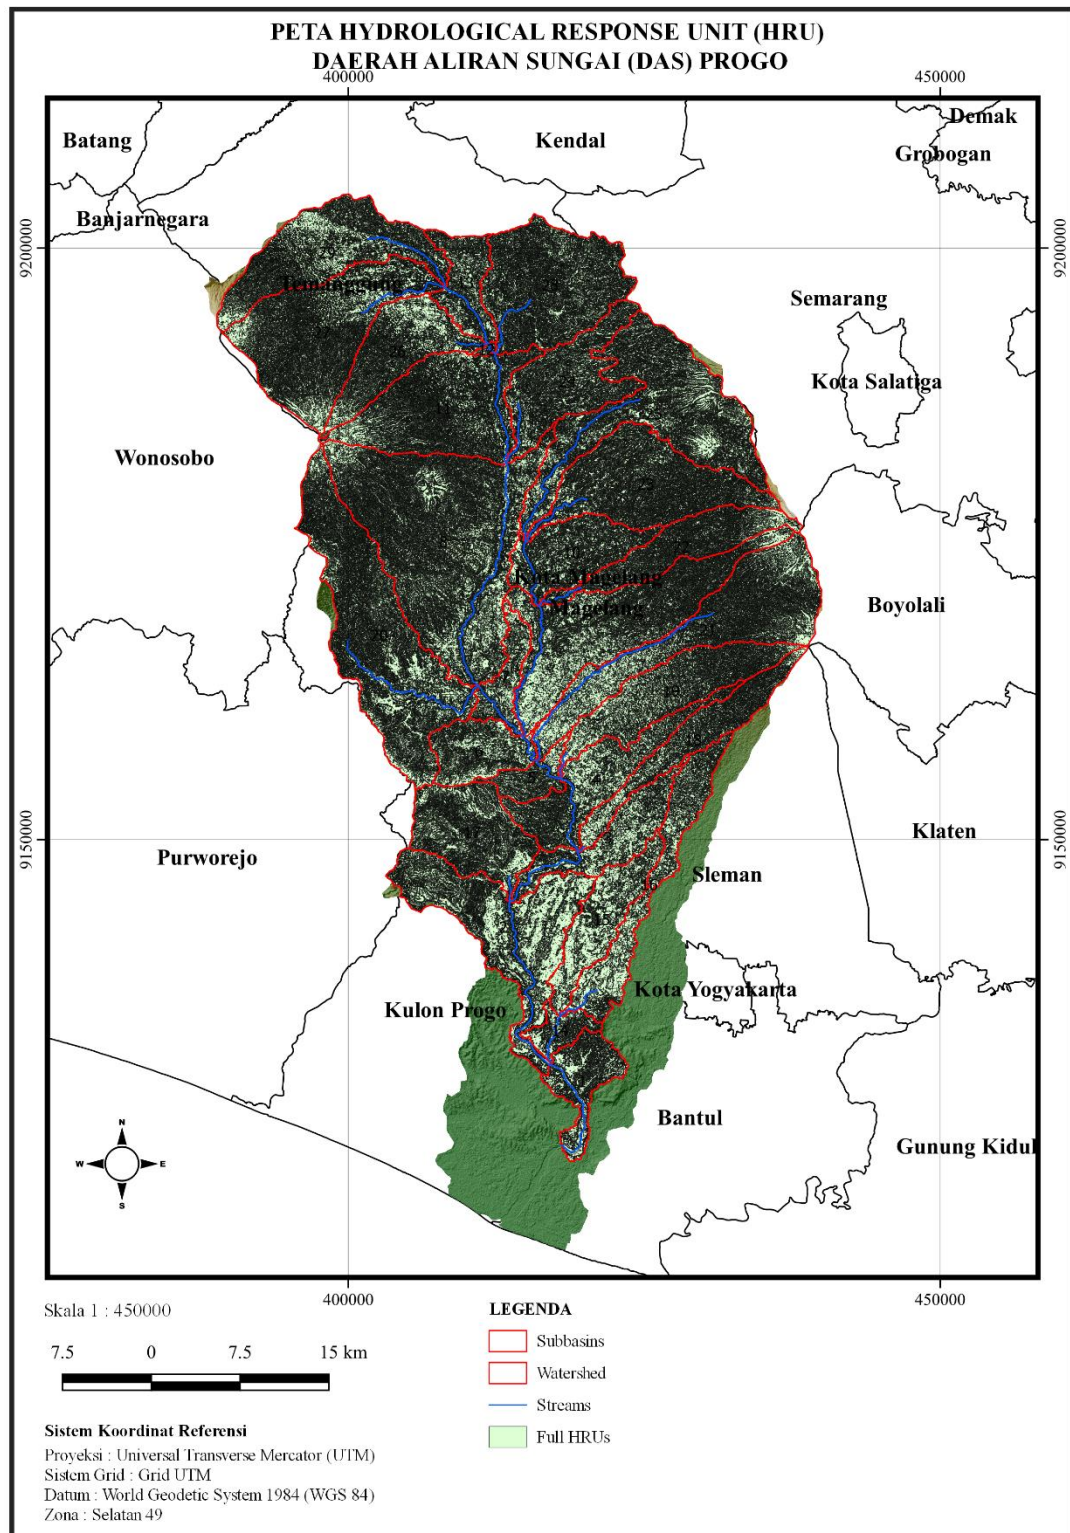 PETA HYDROLOGICAL RESPONSE UNIT (HRU)
DAERAH ALIRAN SUNGAI (DAS) PROGO
400000
450000
Demak
Batang
Kendal
Grobogan
Banjarnegara
9200000
9200000
Temanggung
Semarang
Kota Salatiga
Wonosobo
Kota Magelang
Boyolali
Magelang
9150000
9150000
Klaten
Purworejo
Sleman
16
15
Kota Yogyakarta
Kulon Progo
Bantul
Gunung Kidul
N
W
E
S
400000
450000
Skala 1 : 450000
7.5 0 7.5 15 km
LEGENDA
Subbasins
Watershed
Streams
Full HRUs
Sistem Koordinat Referensi
Proyeksi : Universal Transverse Mercator (UTM)
Sistem Grid : Grid UTM
Datum : World Geodetic System 1984 (WGS 84)
Zona : Selatan 49